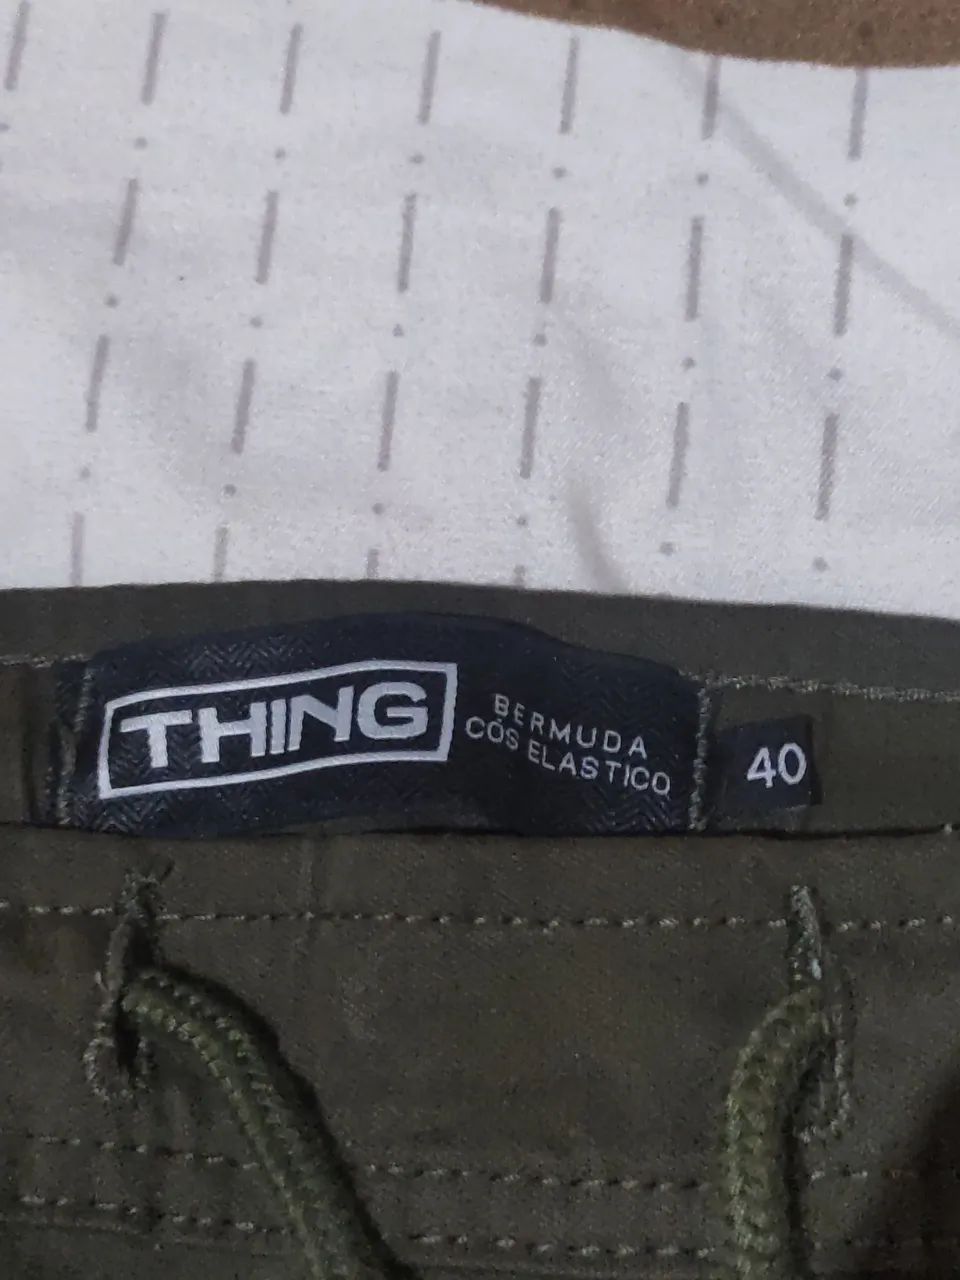 THING
BERMUDA
CÓS ELASTICO
40